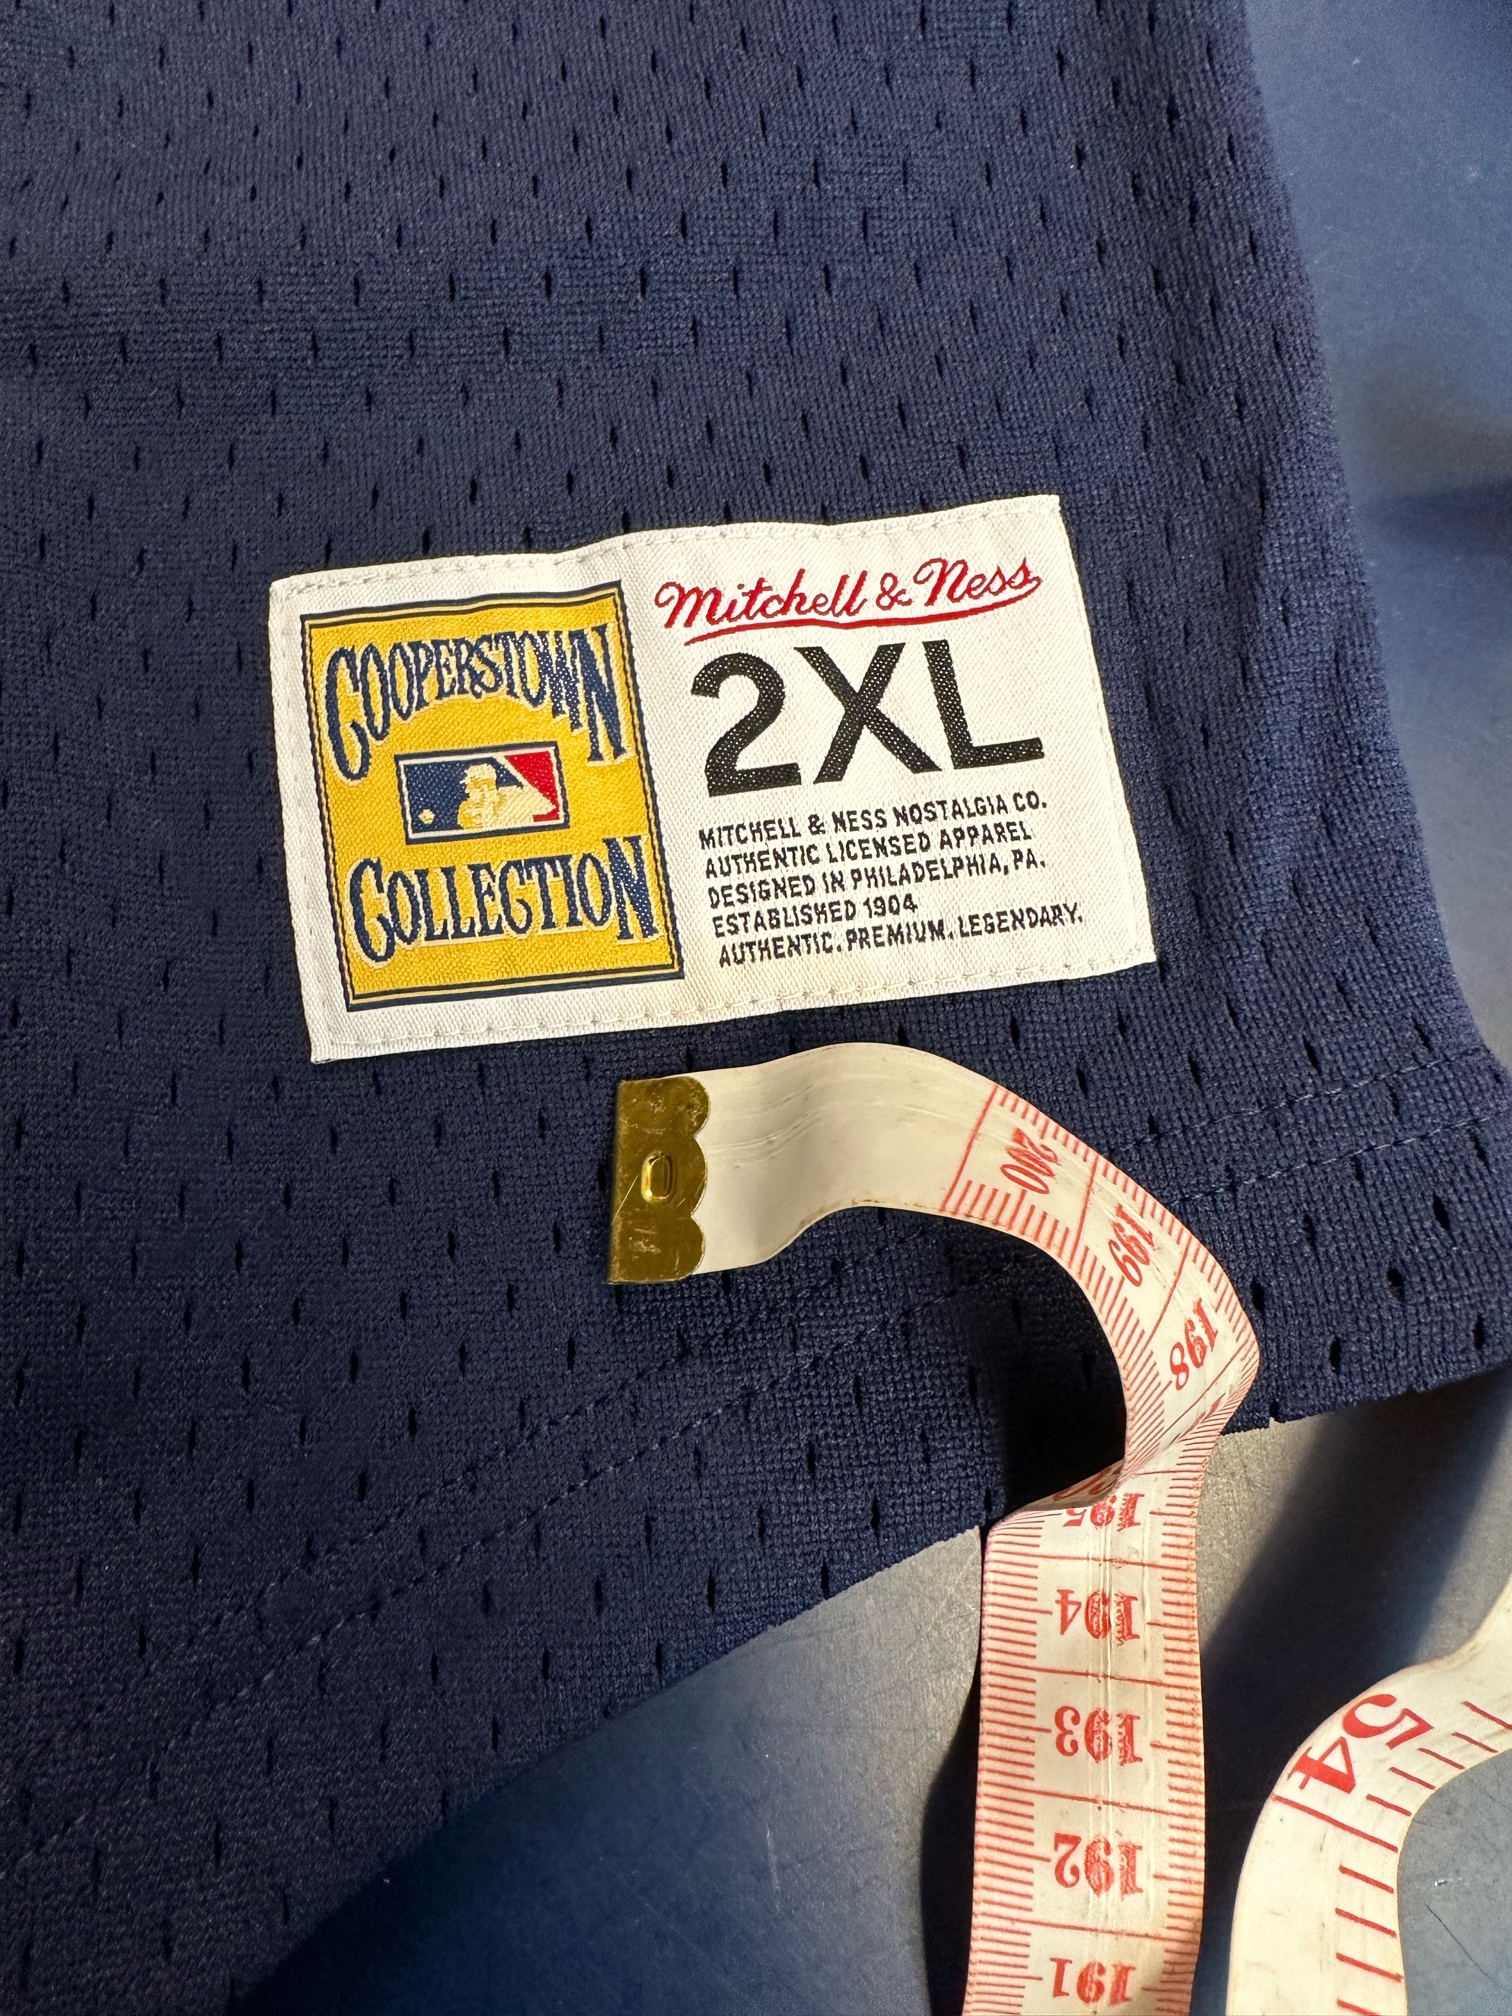 Mitchell & Ness
COOPERSTOWN
COLLECTION
2XL
MITCHELL & NESS NOSTALGIA CO.
AUTHENTIC LICENSED APPAREL
DESIGNED IN PHILADELPHIA, PA.
ESTABLISHED 1904
AUTHENTIC. PREMIUM. LEGENDARY.
200
199
198
195
194
193
192
191
54